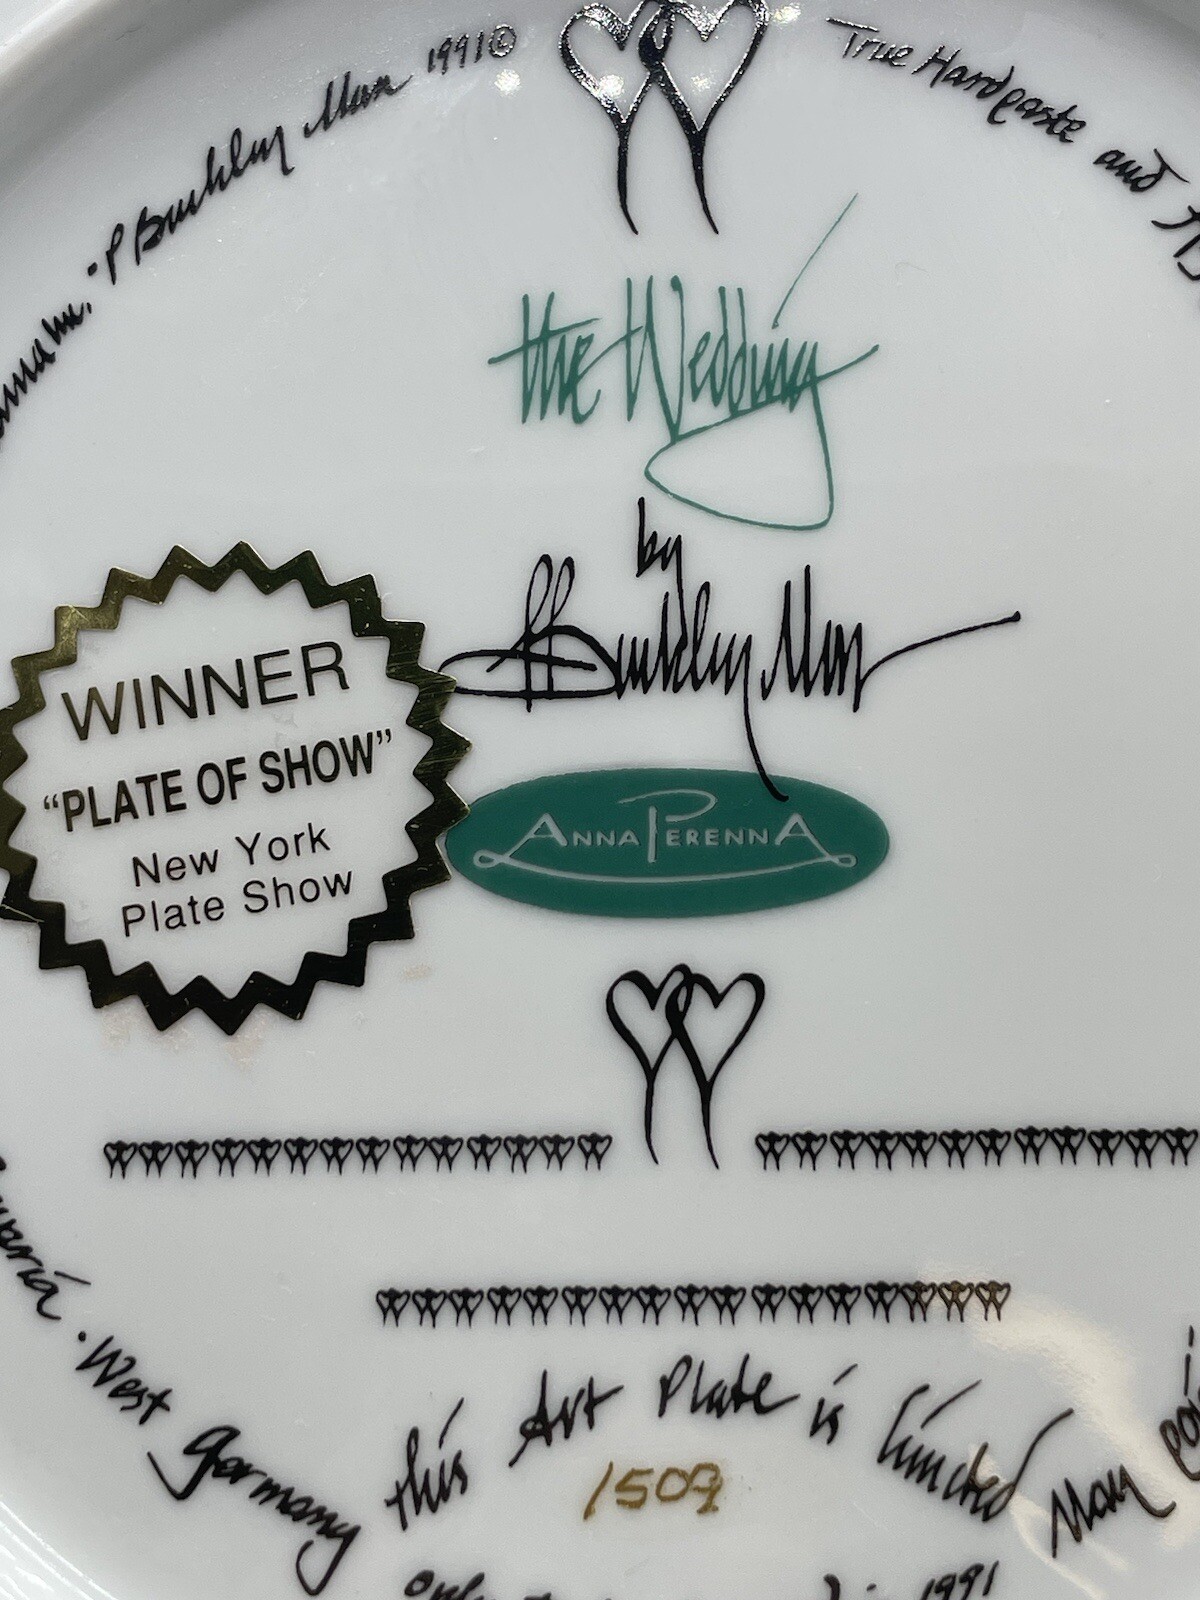 P Buckley Moss 1991©
True Hardpaste and
the Wedding
by
P Buckley Moss
WINNER
“PLATE OF SHOW”
New York
Plate Show
ANNA PERENNA
· West Germany
this Art Plate is limited
1509
1991